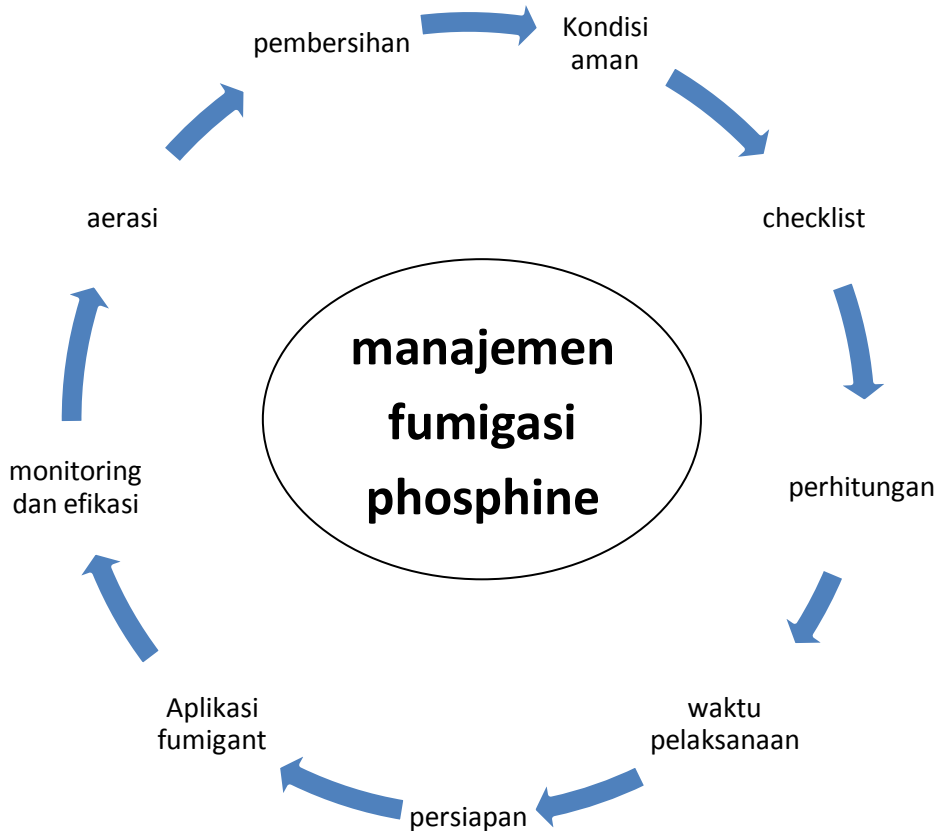 pembersihan
Kondisi
aman
checklist
perhitungan
waktu
pelaksanaan
persiapan
Aplikasi
fumigant
monitoring
dan efikasi
aerasi
manajemen
fumigasi
phosphine